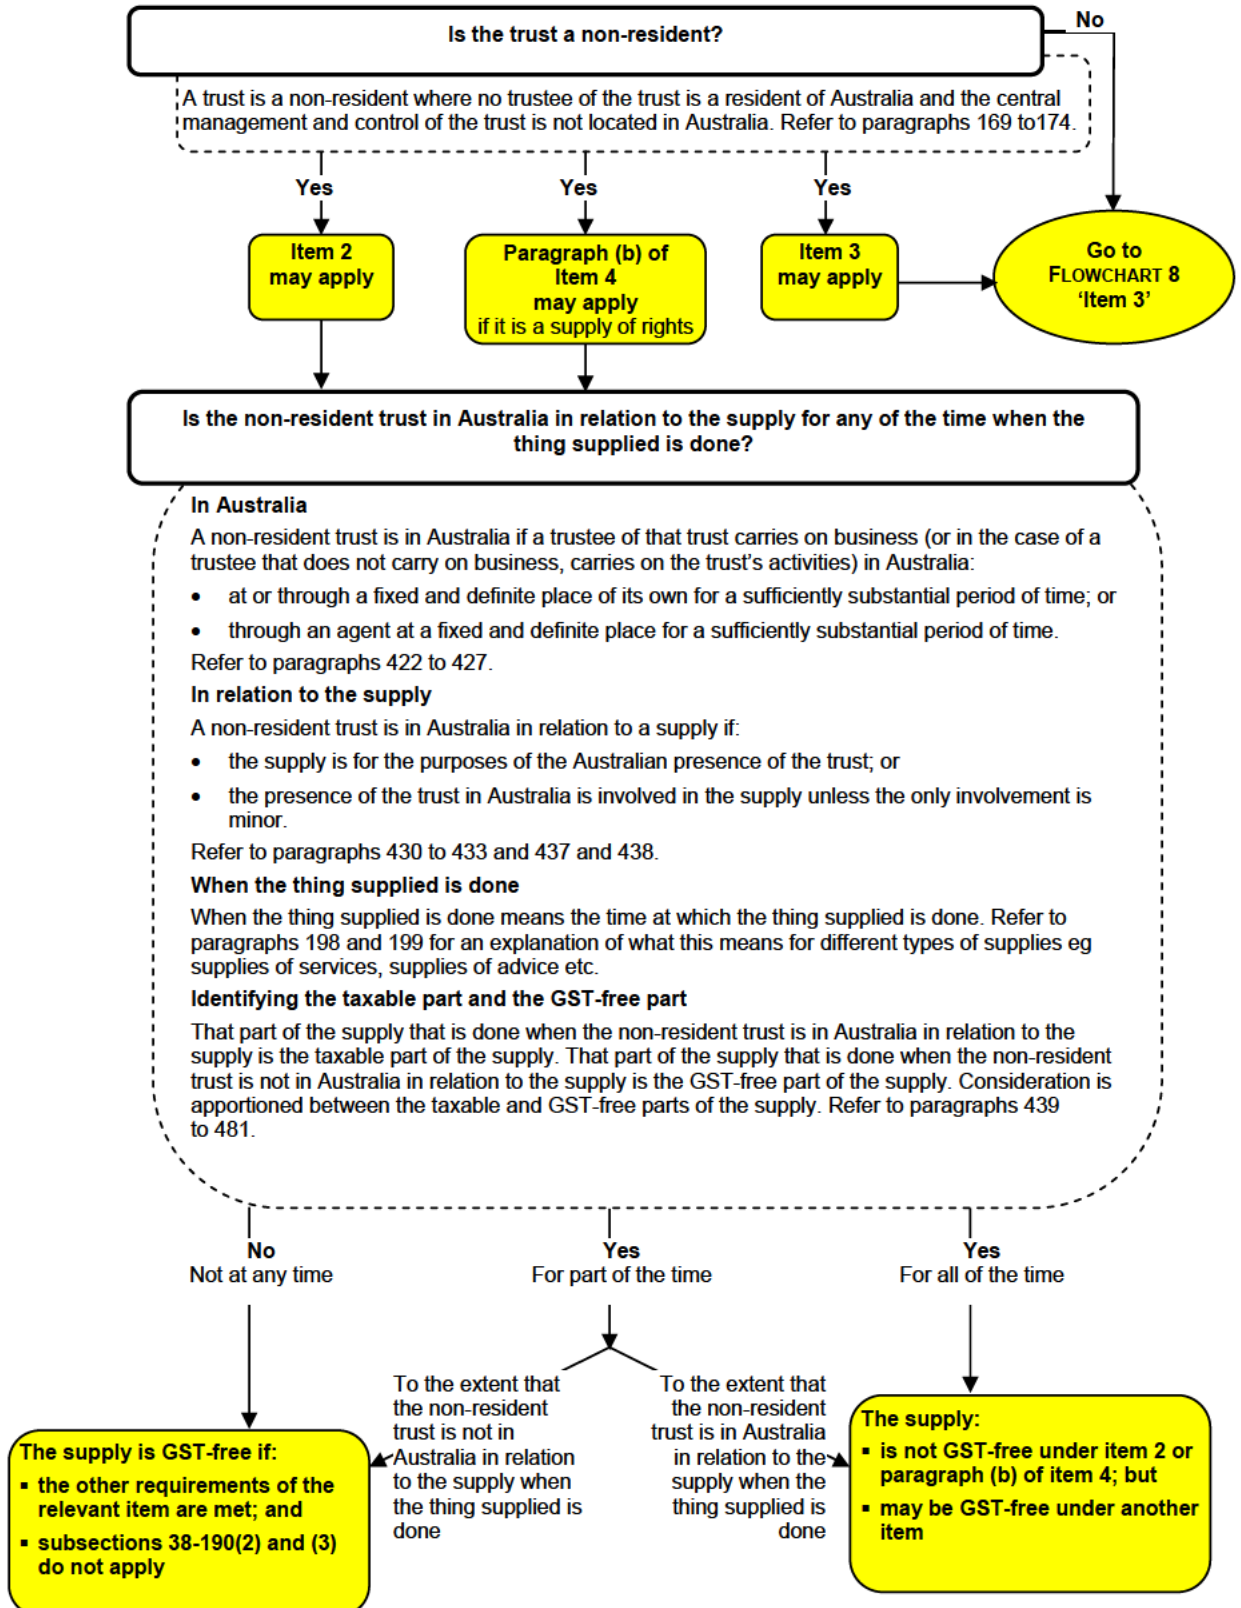 Is the trust a non-resident?
No
A trust is a non-resident where no trustee of the trust is a resident of Australia and the central
management and control of the trust is not located in Australia. Refer to paragraphs 169 to174.
Yes
Yes
Yes
Item 2
may apply
Paragraph (b) of
Item 4
may apply
if it is a supply of rights
Item 3
may apply
Go to
FLOWCHART 8
‘Item 3’
Is the non-resident trust in Australia in relation to the supply for any of the time when the
thing supplied is done?
In Australia
A non-resident trust is in Australia if a trustee of that trust carries on business (or in the case of a
trustee that does not carry on business, carries on the trust's activities) in Australia:
• at or through a fixed and definite place of its own for a sufficiently substantial period of time; or
• through an agent at a fixed and definite place for a sufficiently substantial period of time.
Refer to paragraphs 422 to 427.
In relation to the supply
A non-resident trust is in Australia in relation to a supply if:
• the supply is for the purposes of the Australian presence of the trust; or
• the presence of the trust in Australia is involved in the supply unless the only involvement is
minor.
Refer to paragraphs 430 to 433 and 437 and 438.
When the thing supplied is done
When the thing supplied is done means the time at which the thing supplied is done. Refer to
paragraphs 198 and 199 for an explanation of what this means for different types of supplies eg
supplies of services, supplies of advice etc.
Identifying the taxable part and the GST-free part
That part of the supply that is done when the non-resident trust is in Australia in relation to the
supply is the taxable part of the supply. That part of the supply that is done when the non-resident
trust is not in Australia in relation to the supply is the GST-free part of the supply. Consideration is
apportioned between the taxable and GST-free parts of the supply. Refer to paragraphs 439
to 481.
No
Not at any time
Yes
For part of the time
Yes
For all of the time
To the extent that
the non-resident
trust is not in
Australia in relation
to the supply when
the thing supplied is
done
To the extent that
the non-resident
trust is in Australia
in relation to the
supply when the
thing supplied is
done
The supply is GST-free if:
▪ the other requirements of the
relevant item are met; and
▪ subsections 38-190(2) and (3)
do not apply
The supply:
▪ is not GST-free under item 2 or
paragraph (b) of item 4; but
▪ may be GST-free under another
item